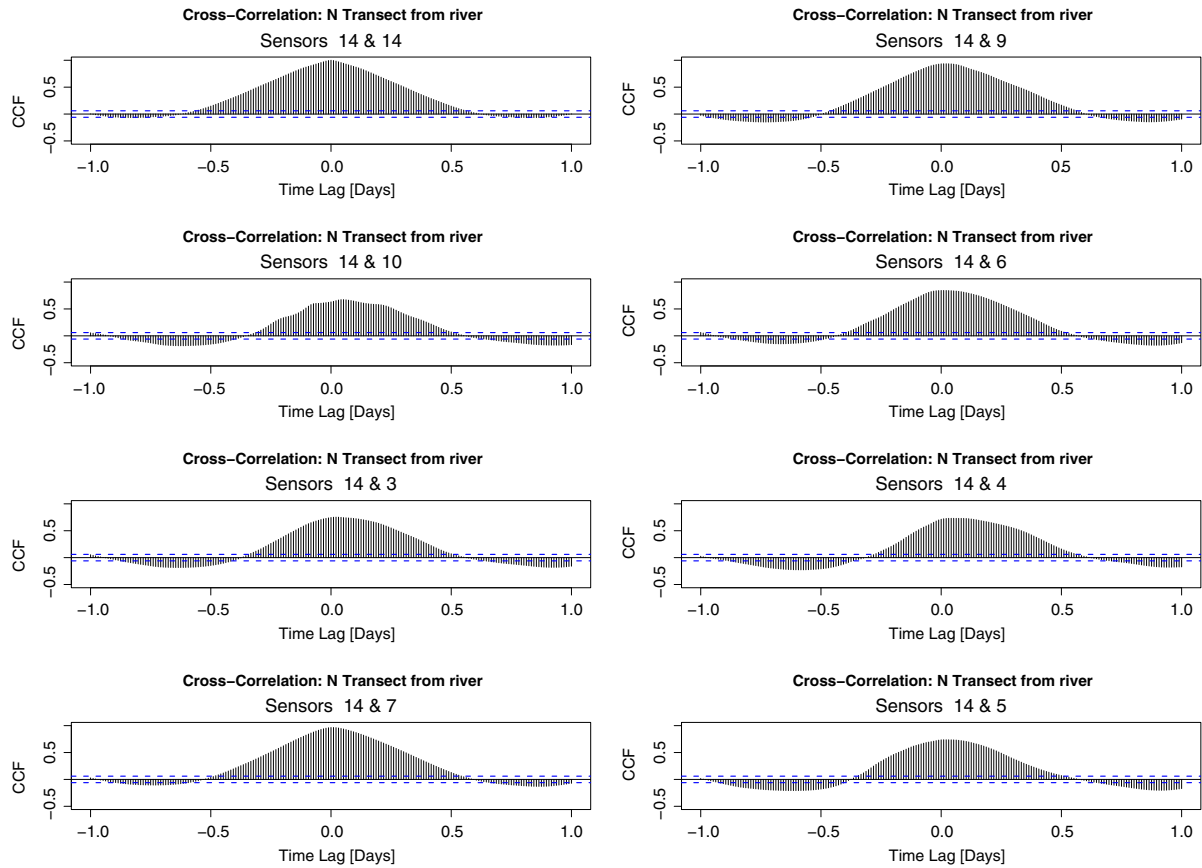 Cross−Correlation: N Transect from river
Sensors 14 & 14
CCF
0.5
−0.5
−1.0 −0.5 0.0 0.5 1.0
Time Lag [Days]
Cross−Correlation: N Transect from river
Sensors 14 & 9
CCF
0.5
−0.5
−1.0 −0.5 0.0 0.5 1.0
Time Lag [Days]
Cross−Correlation: N Transect from river
Sensors 14 & 10
CCF
0.5
−0.5
−1.0 −0.5 0.0 0.5 1.0
Time Lag [Days]
Cross−Correlation: N Transect from river
Sensors 14 & 6
CCF
0.5
−0.5
−1.0 −0.5 0.0 0.5 1.0
Time Lag [Days]
Cross−Correlation: N Transect from river
Sensors 14 & 3
CCF
0.5
−0.5
−1.0 −0.5 0.0 0.5 1.0
Time Lag [Days]
Cross−Correlation: N Transect from river
Sensors 14 & 4
CCF
0.5
−0.5
−1.0 −0.5 0.0 0.5 1.0
Time Lag [Days]
Cross−Correlation: N Transect from river
Sensors 14 & 7
CCF
0.5
−0.5
−1.0 −0.5 0.0 0.5 1.0
Time Lag [Days]
Cross−Correlation: N Transect from river
Sensors 14 & 5
CCF
0.5
−0.5
−1.0 −0.5 0.0 0.5 1.0
Time Lag [Days]